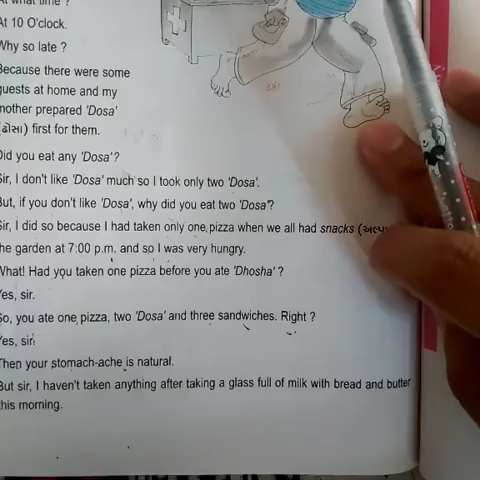 At what time ?
At 10 O'clock.
Why so late ?
Because there were some
guests at home and my
mother prepared 'Dosa'
(ઢોસા) first for them.
Did you eat any 'Dosa'?
Sir, I don't like 'Dosa' much so I took only two 'Dosa'.
But, if you don't like 'Dosa', why did you eat two 'Dosa?
Sir, I did so because I had taken only one pizza when we all had snacks (અલ્પા
the garden at 7:00 p.m. and so I was very hungry.
What! Had you taken one pizza before you ate 'Dhosha' ?
Yes, sir.
So, you ate one pizza, two 'Dosa' and three sandwiches. Right ?
Yes, sir.
Then your stomach-ache is natural.
But sir, I haven't taken anything after taking a glass full of milk with bread and butter
this morning.